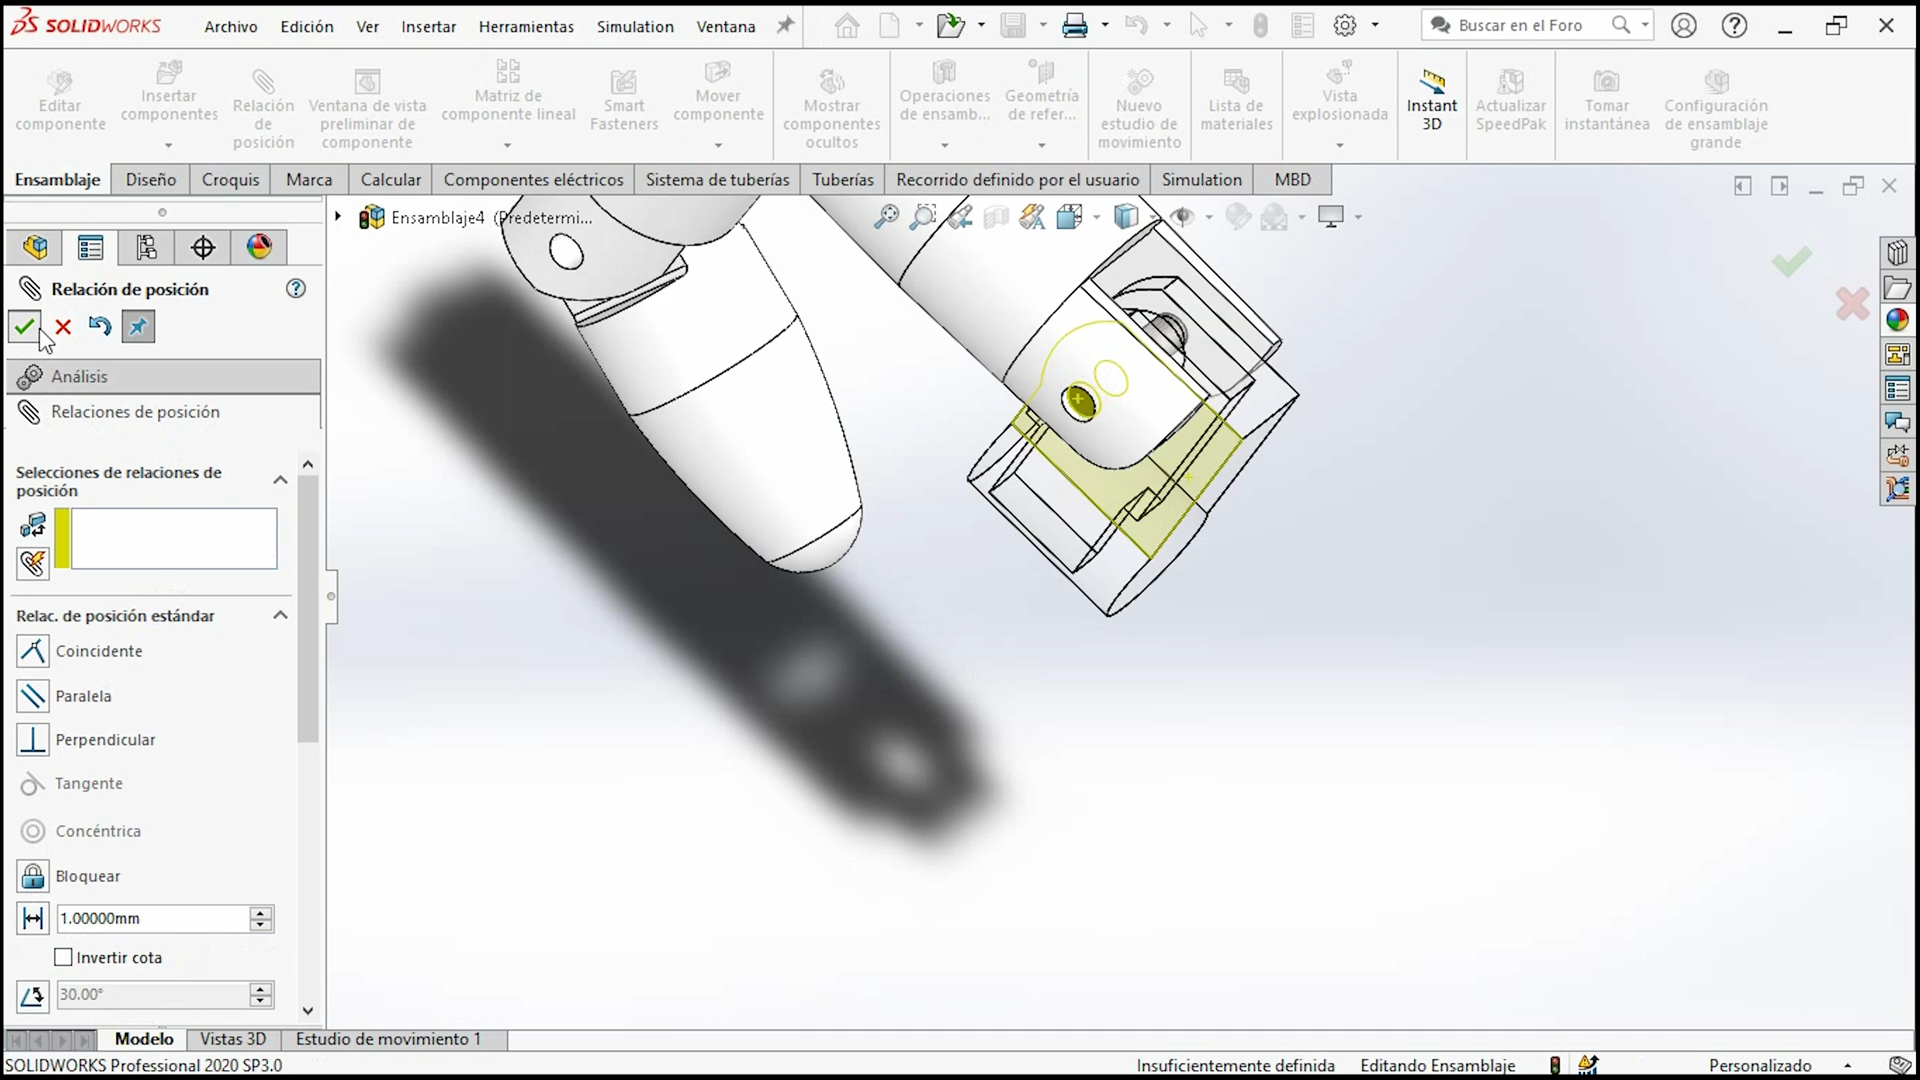 SOLIDWORKS
Archivo Edición Ver Insertar Herramientas Simulation Ventana
Buscar en el Foro
Editar componente
Insertar componentes
Relación de posición
Ventana de vista preliminar de componente
Matriz de componente lineal
Smart Fasteners
Mover componente
Mostrar componentes ocultos
Operaciones de ensamb...
Geometría de refer...
Nuevo estudio de movimiento
Lista de materiales
Vista explosionada
Instant 3D
Actualizar SpeedPak
Tomar instantánea
Configuración de ensamblaje grande
Ensamblaje Diseño Croquis Marca Calcular Componentes eléctricos Sistema de tuberías Tuberías Recorrido definido por el usuario Simulation MBD
Ensamblaje4 (Predetermi...
Relación de posición
Análisis
Relaciones de posición
Selecciones de relaciones de
posición
Relac. de posición estándar
Coincidente
Paralela
Perpendicular
Tangente
Concéntrica
Bloquear
1.00000mm
Invertir cota
30.00°
Modelo Vistas 3D Estudio de movimiento 1
SOLIDWORKS Professional 2020 SP3.0 Insuficientemente definida Editando Ensamblaje Personalizado